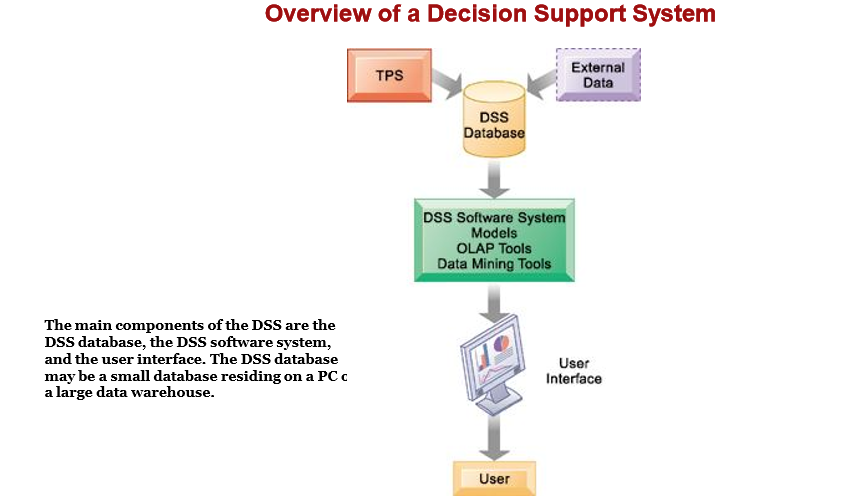 Overview of a Decision Support System
TPS
External
Data
DSS
Database
DSS Software System
Models
OLAP Tools
Data Mining Tools
User
Interface
User
The main components of the DSS are the
DSS database, the DSS software system,
and the user interface. The DSS database
may be a small database residing on a PC
a large data warehouse.